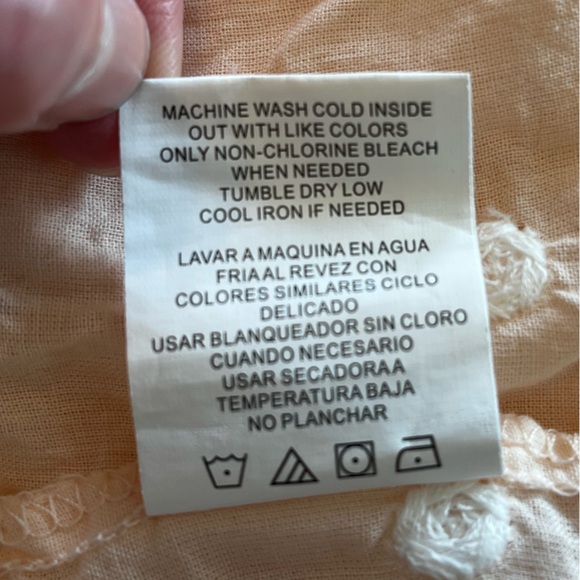 MACHINE WASH COLD INSIDE
OUT WITH LIKE COLORS
ONLY NON-CHLORINE BLEACH
WHEN NEEDED
TUMBLE DRY LOW
COOL IRON IF NEEDED
LAVAR A MAQUINA EN AGUA
FRIA AL REVEZ CON
COLORES SIMILARES CICLO
DELICADO
USAR BLANQUEADOR SIN CLORO
CUANDO NECESARIO
USAR SECADORA A
TEMPERATURA BAJA
NO PLANCHAR